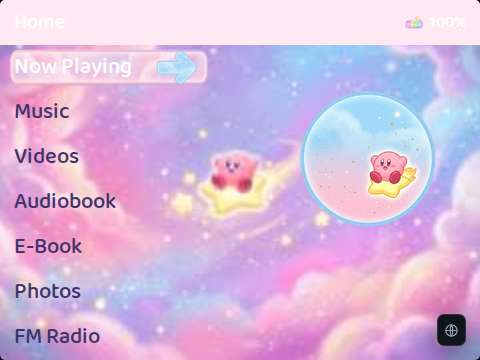 Home
100%
Now Playing
Music
Videos
Audiobook
E-Book
Photos
FM Radio